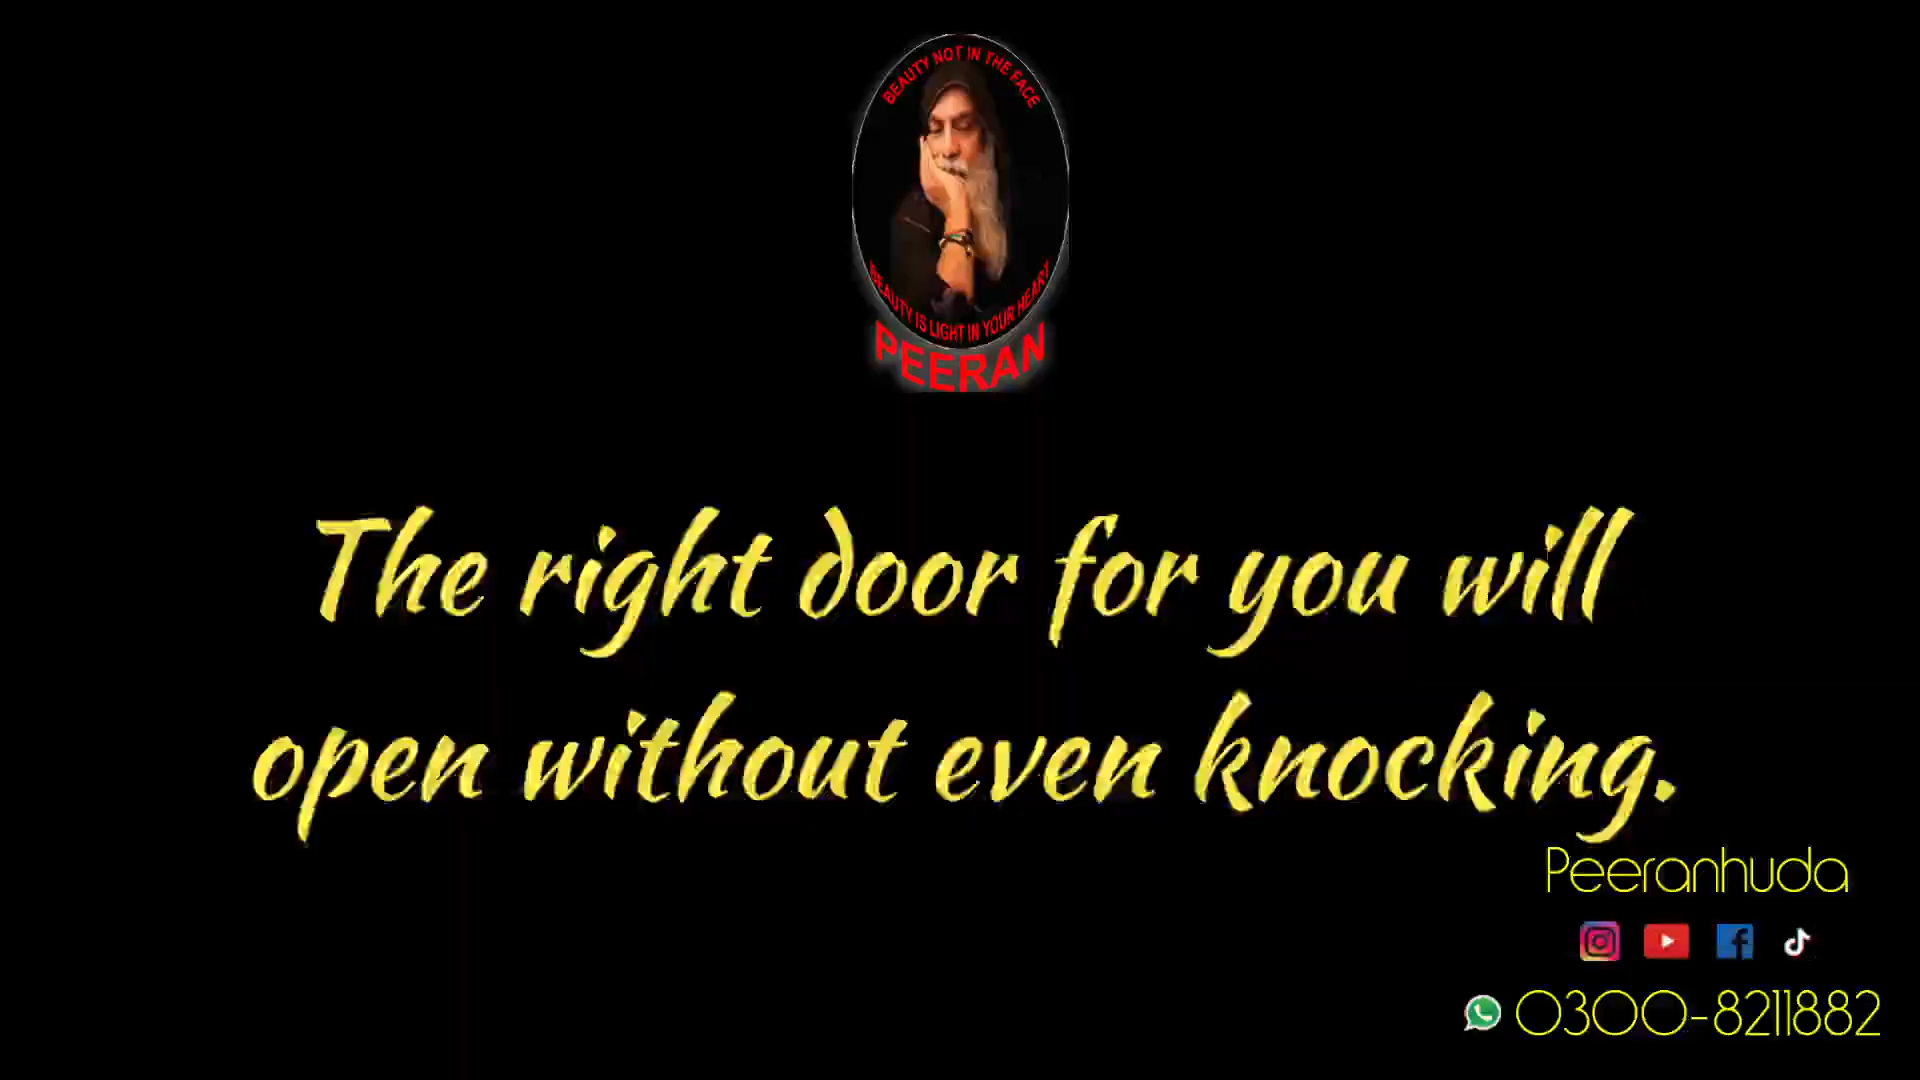 BEAUTY NOT IN THE FACE
BEAUTY IS LIGHT IN YOUR HEART
PEERAN
The right door for you will
open without even knocking.
Peeranhuda
0300-8211882